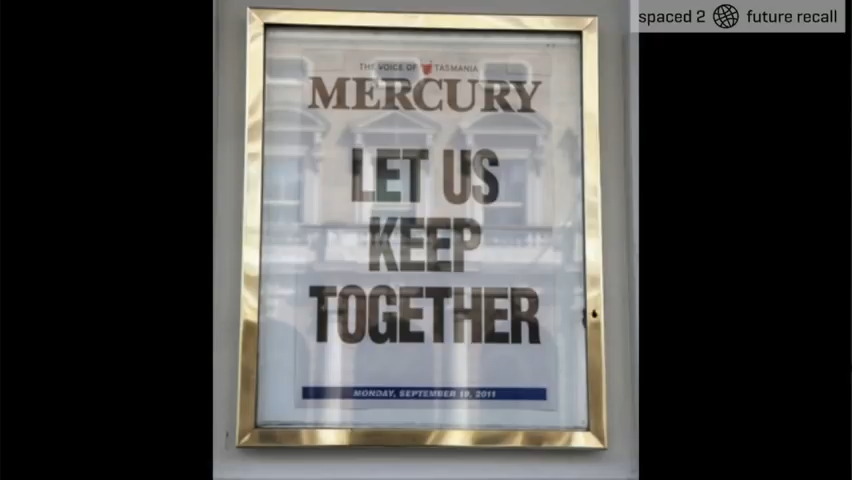 spaced 2 future recall
THE VOICE OF TASMANIA
MERCURY
LET US
KEEP
TOGETHER
MONDAY, SEPTEMBER 19, 2011